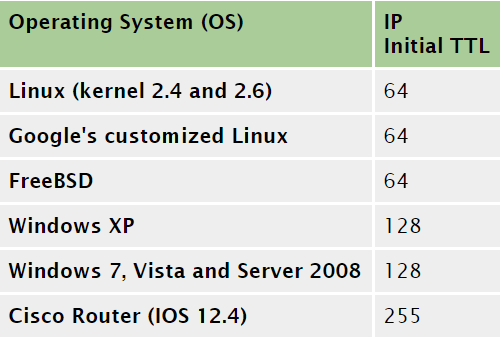 Operating System (OS) IP
Initial TTL
Linux (kernel 2.4 and 2.6) 64
Google's customized Linux 64
FreeBSD 64
Windows XP 128
Windows 7, Vista and Server 2008 128
Cisco Router (IOS 12.4) 255